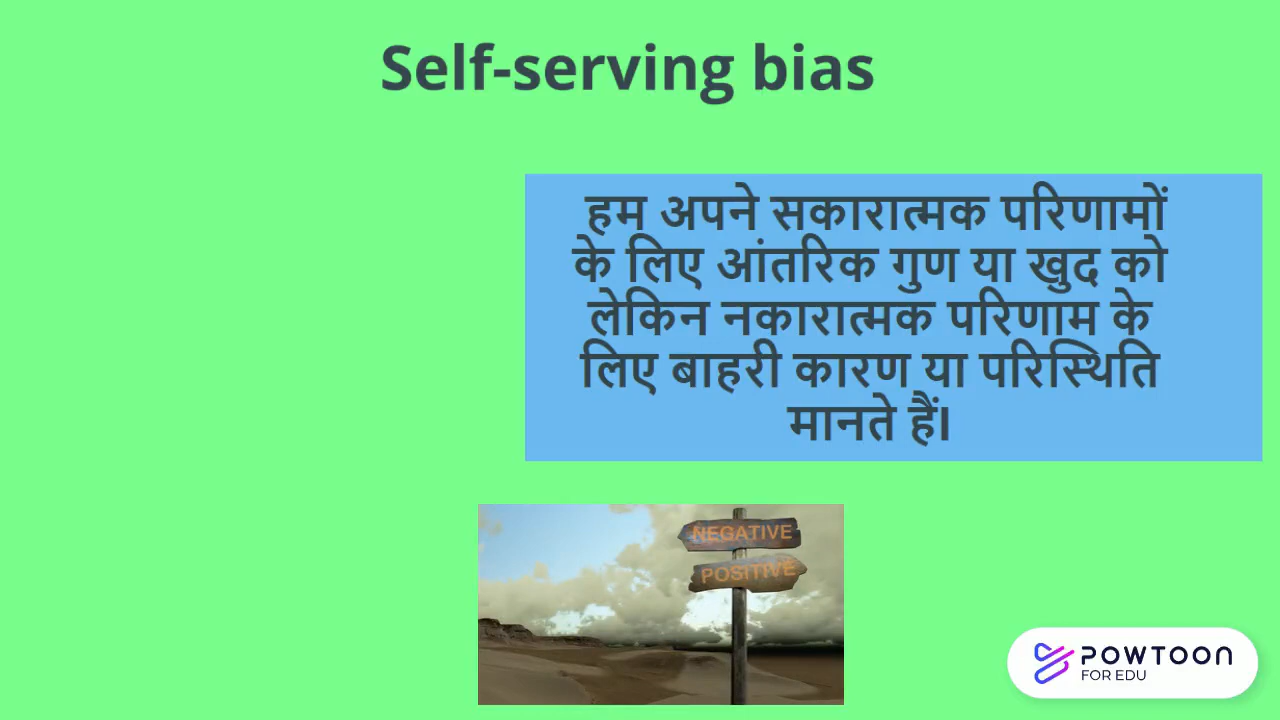 Self-serving bias
हम अपने सकारात्मक परिणामों
के लिए आंतरिक गुण या खुद को
लेकिन नकारात्मक परिणाम के
लिए बाहरी कारण या परिस्थिति
मानते हैं।
NEGATIVE
POSITIVE
POWTOON
FOR EDU